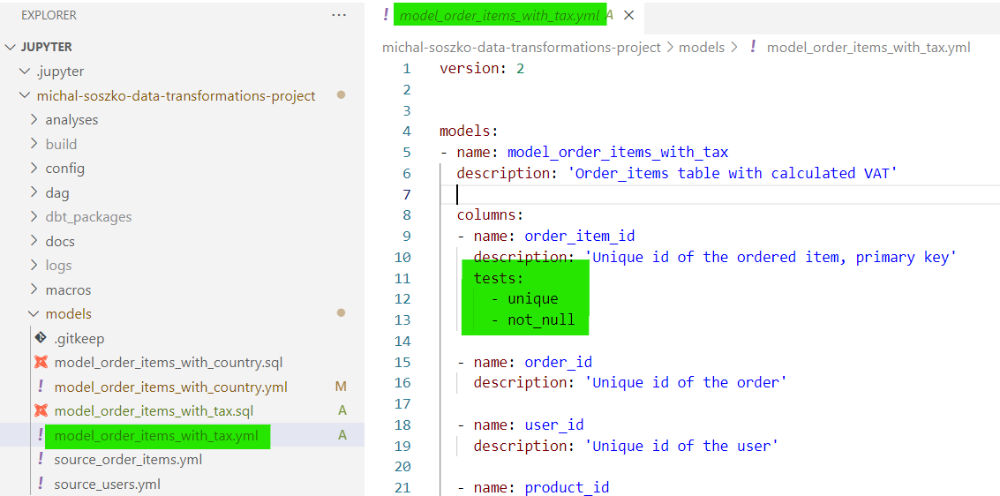 EXPLORER
...
JUPYTER
.jupyter
michal-soszko-data-transformations-project
analyses
build
config
dag
dbt_packages
docs
logs
macros
models
.gitkeep
model_order_items_with_country.sql
! model_order_items_with_country.yml M
model_order_items_with_tax.sql A
! model_order_items_with_tax.yml A
! source_order_items.yml
! source_users.yml
! model_order_items_with_tax.yml A ×
michal-soszko-data-transformations-project > models > ! model_order_items_with_tax.yml
1 version: 2
2
3
4 models:
5 - name: model_order_items_with_tax
6 description: 'Order_items table with calculated VAT'
7
8 columns:
9 - name: order_item_id
10 description: 'Unique id of the ordered item, primary key'
11 tests:
12 - unique
13 - not_null
14
15 - name: order_id
16 description: 'Unique id of the order'
17
18 - name: user_id
19 description: 'Unique id of the user'
20
21 - name: product_id